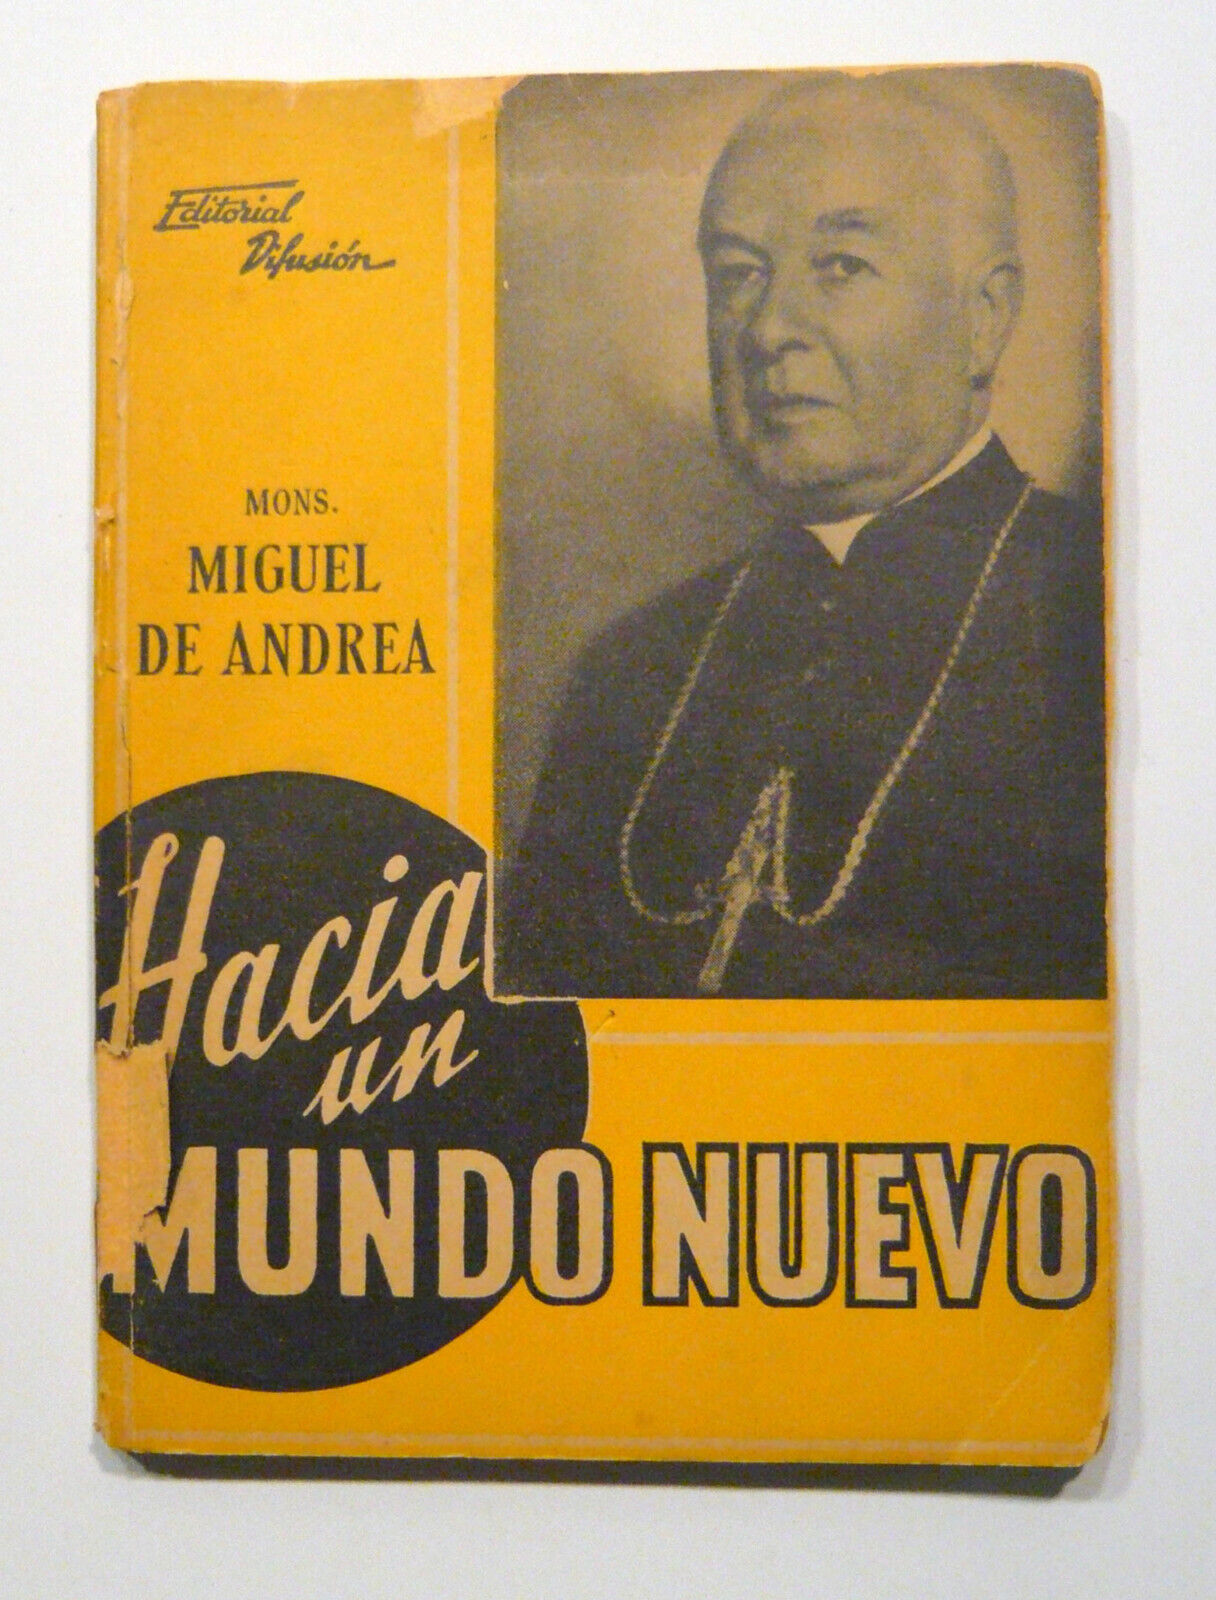 Editorial
Difusión
MONS.
MIGUEL
DE ANDREA
Hacia
un
MUNDO NUEVO